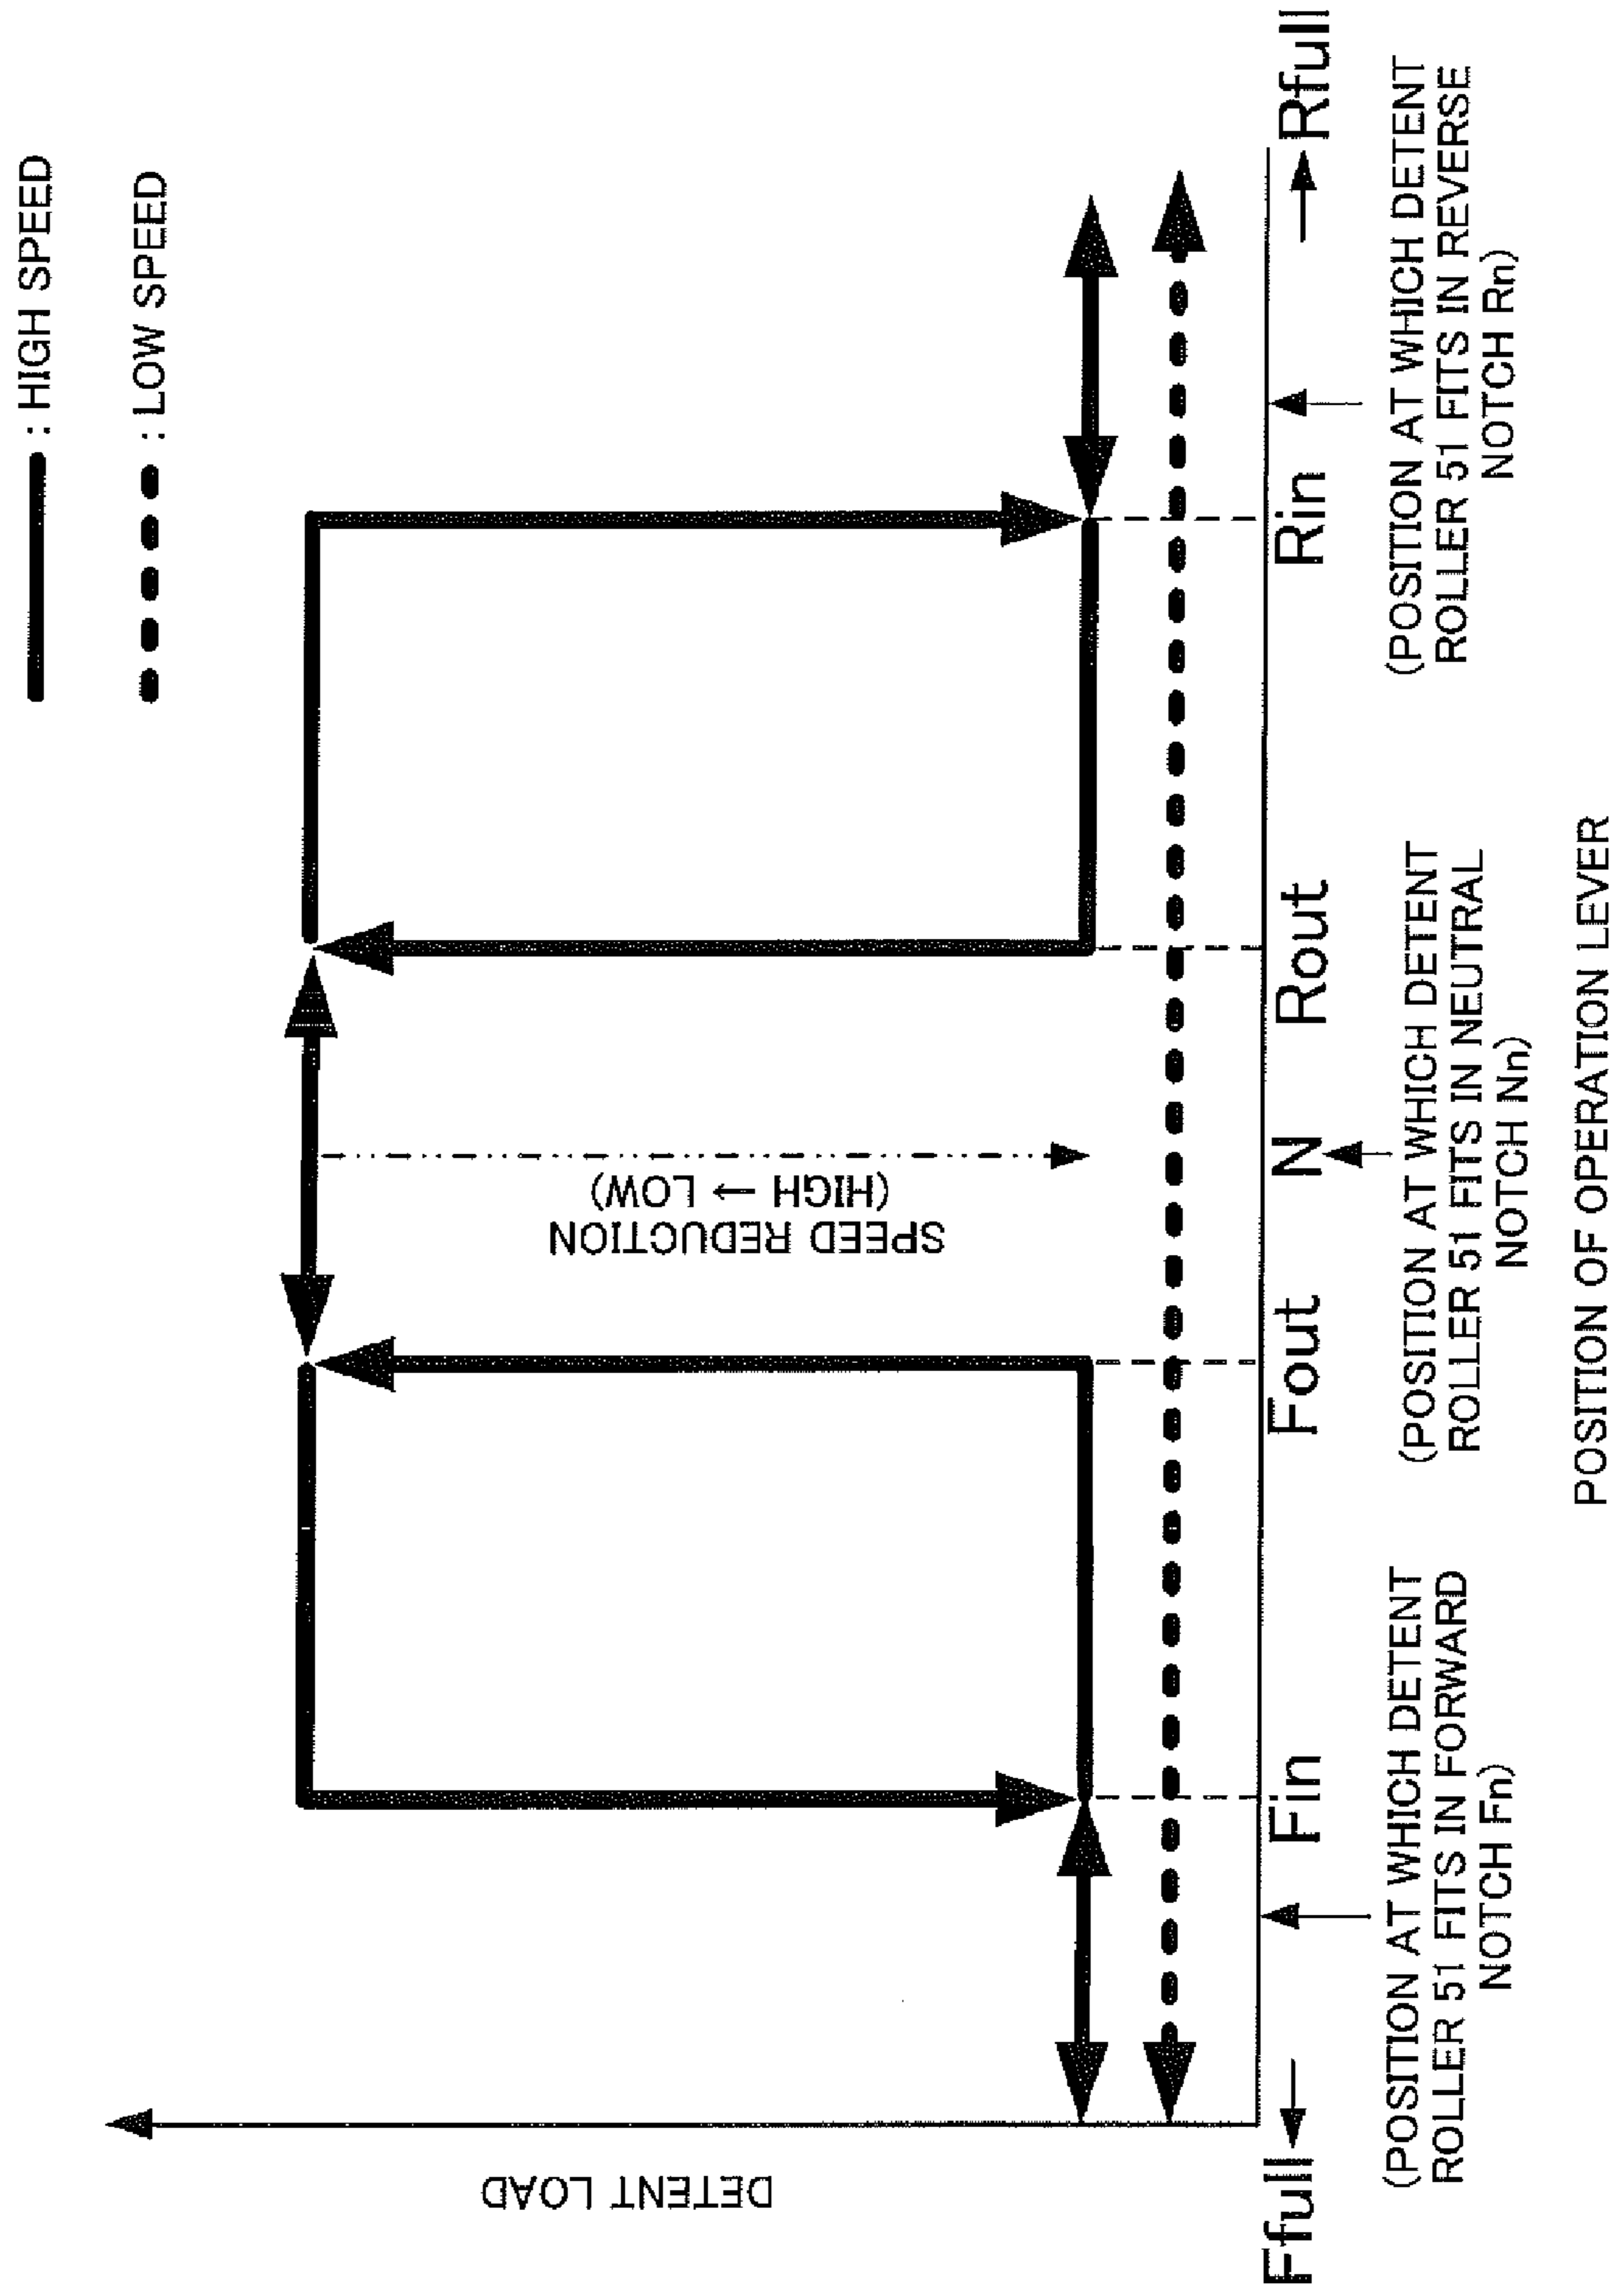 : HIGH SPEED
: LOW SPEED
DETENT LOAD
SPEED REDUCTION
(HIGH → LOW)
Ffull
Fin
Fout
N
Rout
Rin
Rfull
(POSITION AT WHICH DETENT
ROLLER 51 FITS IN FORWARD
NOTCH Fn)
(POSITION AT WHICH DETENT
ROLLER 51 FITS IN NEUTRAL
NOTCH Nn)
(POSITION AT WHICH DETENT
ROLLER 51 FITS IN REVERSE
NOTCH Rn)
POSITION OF OPERATION LEVER